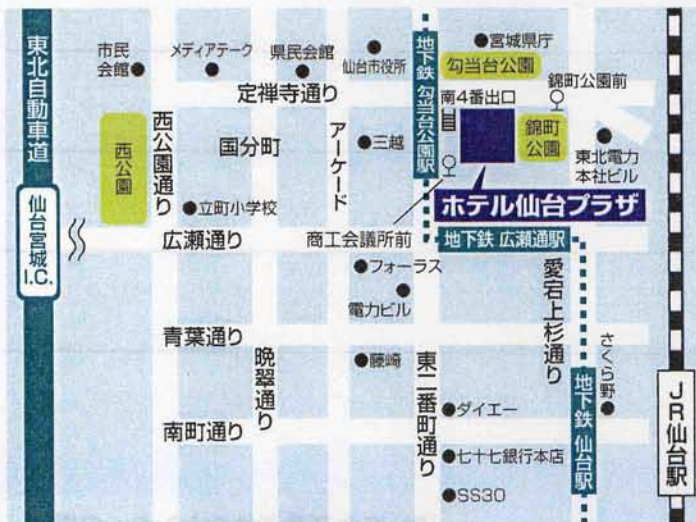 東北自動車道
仙台宮城
I.C.
市民
会館
メディアテーク
県民会館
仙台市役所
地下鉄 勾当台公園駅
宮城県庁
勾当台公園
錦町公園前
定禅寺通り
南4番出口
西公園
西公園通り
国分町
アーケード
三越
錦町
公園
東北電力
本社ビル
ホテル仙台プラザ
立町小学校
広瀬通り
商工会議所前
地下鉄 広瀬通駅
フォーラス
電力ビル
愛宕上杉通り
青葉通り
晩翠通り
藤崎
東二番町通り
さくら野
ダイエー
地下鉄 仙台駅
JR仙台駅
南町通り
七十七銀行本店
SS30